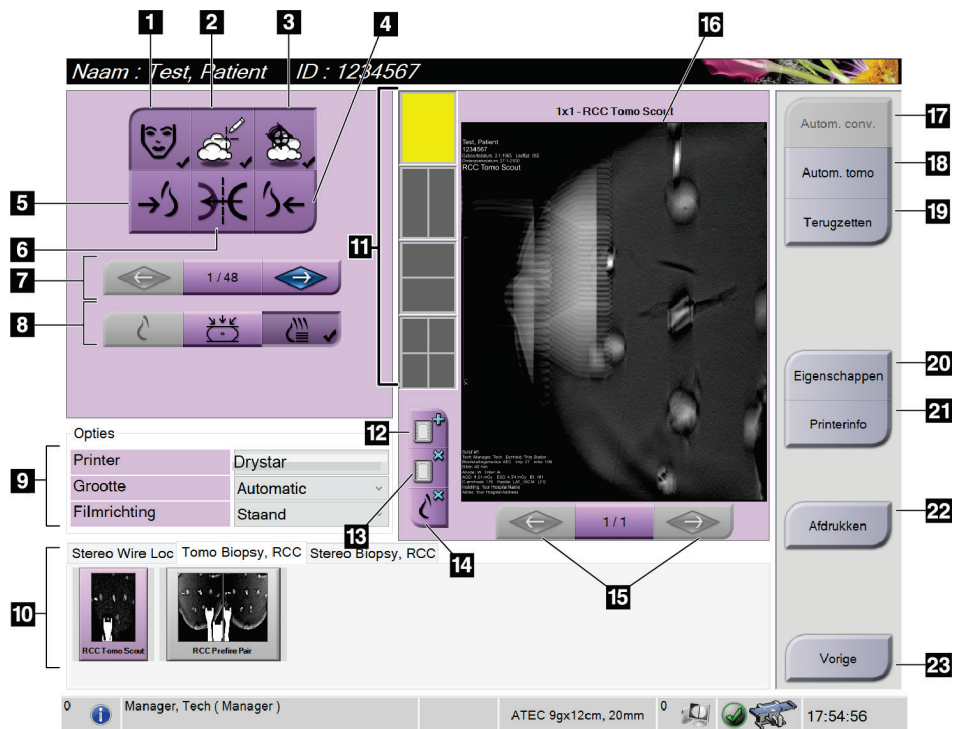 1 2 3 4 16
Naam : Test, Patient ID : 1234567
1x1 - RCC Tomo Scout
Test, Patient
1234567
RCC Tomo Scout
Autom. conv. 17
Autom. tomo 18
Terugzetten 19
5
6
11
7 1 / 48
8
Eigenschappen 20
Printerinfo 21
Opties
12
9
Printer Drystar
Grootte Automatic
Filmrichting Staand
13
14
1 / 1
15
Afdrukken 22
10
Stereo Wire Loc Tomo Biopsy, RCC Stereo Biopsy, RCC
RCC Tomo Scout RCC Prefire Pair
Vorige 23
0 Manager, Tech ( Manager ) ATEC 9gx12cm, 20mm 0 17:54:56